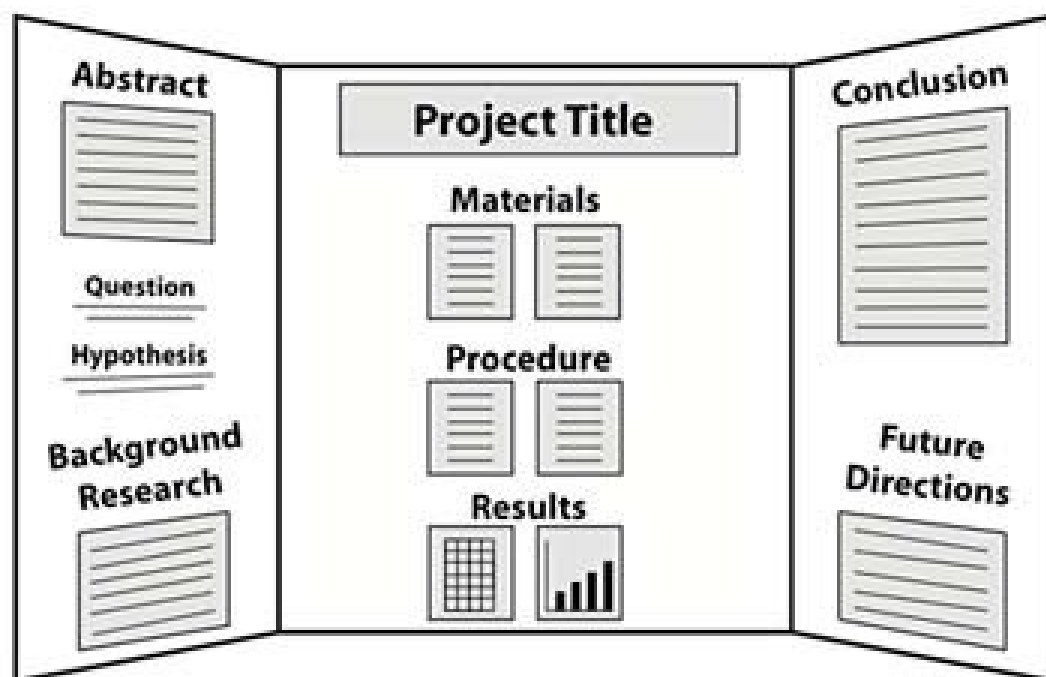 Abstract
Question
Hypothesis
Background
Research
Project Title
Materials
Procedure
Results
Conclusion
Future
Directions